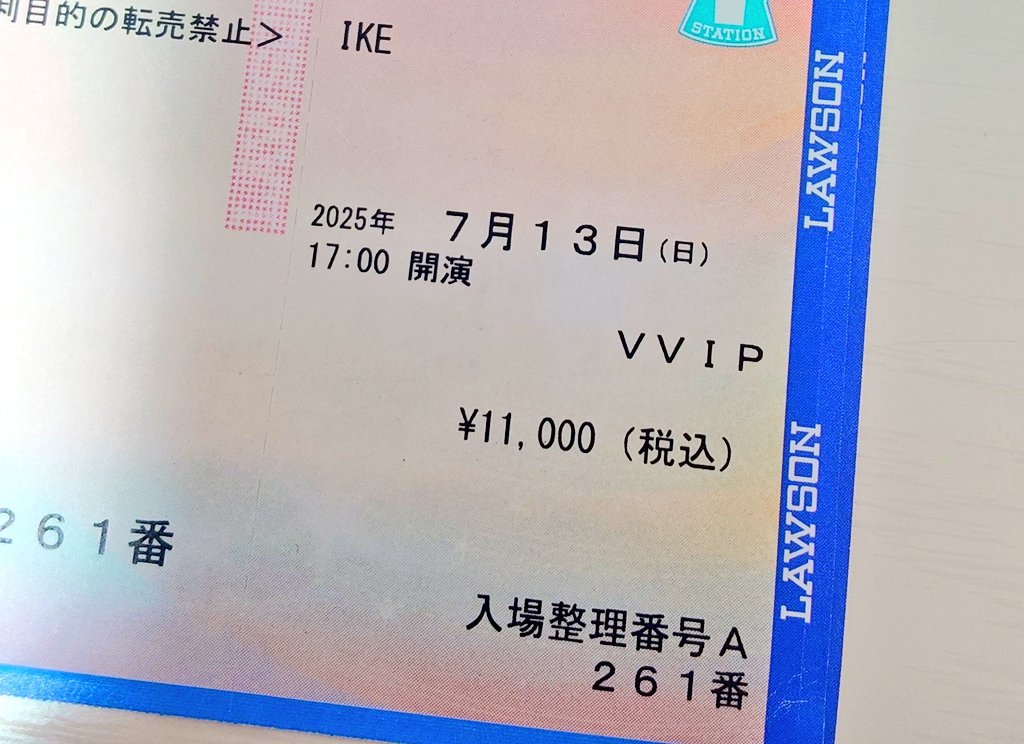 利目的の転売禁止＞
IKE
STATION
LAWSON
2025年 7月13日(日)
17:00 開演
VVIP
¥11,000 (税込)
LAWSON
261番
入場整理番号A
261番